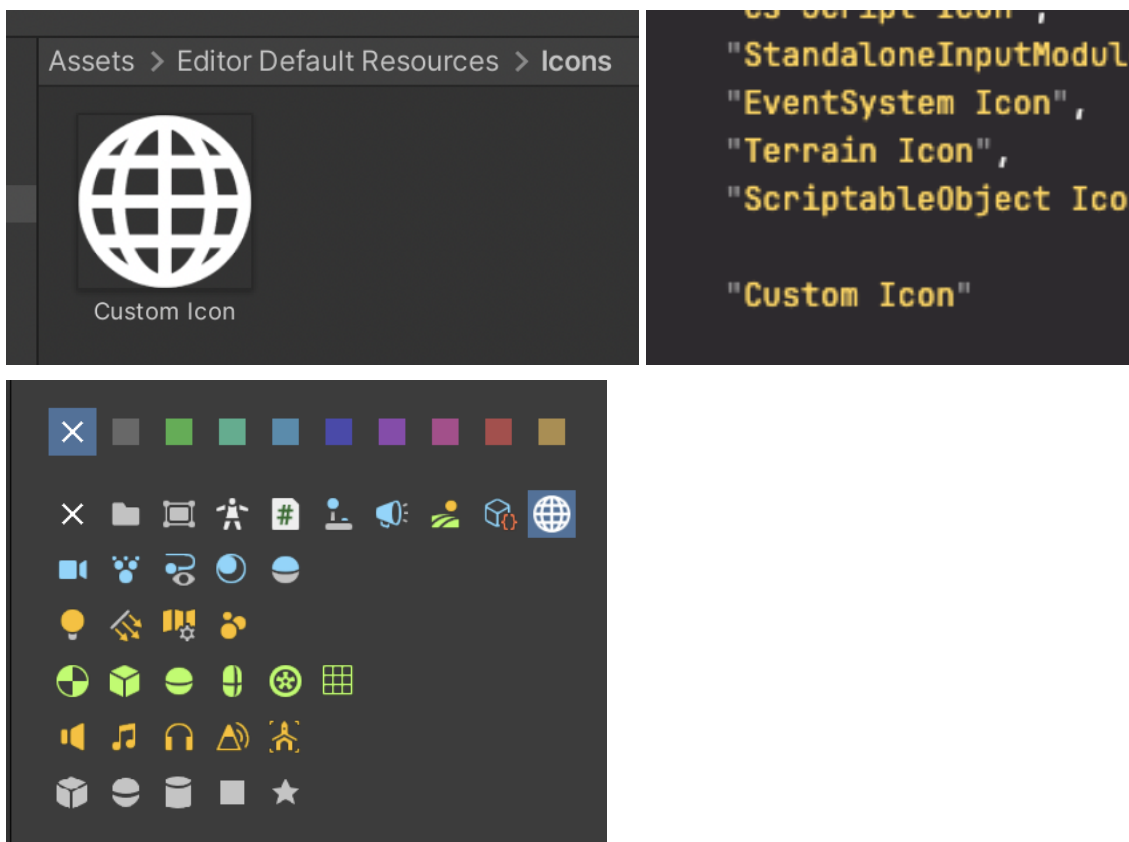 Assets > Editor Default Resources > Icons
Custom Icon
"StandaloneInputModul
"EventSystem Icon",
"Terrain Icon",
"ScriptableObject Ico
"Custom Icon"
#
{}